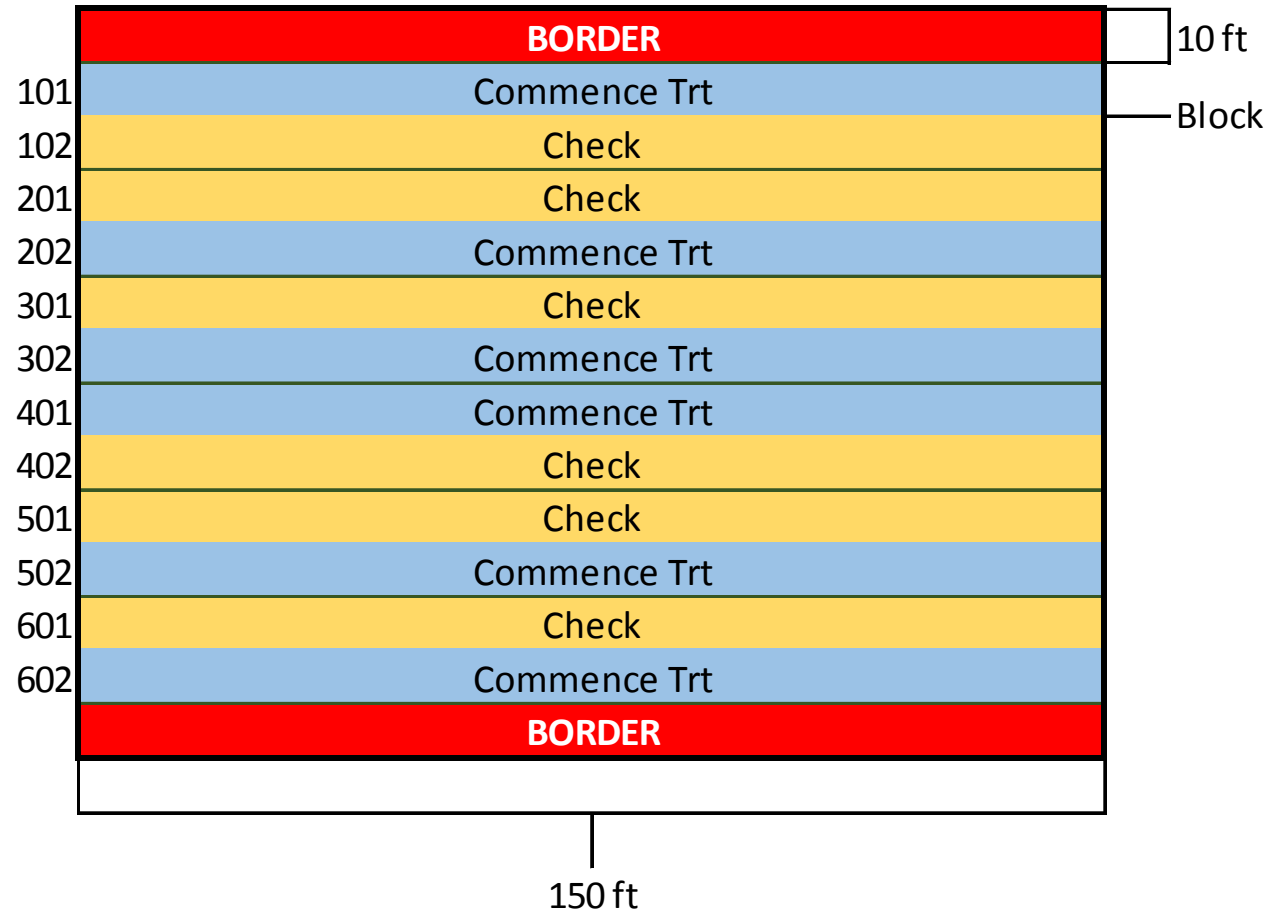 BORDER
10 ft
101 Commence Trt
Block
102 Check
201 Check
202 Commence Trt
301 Check
302 Commence Trt
401 Commence Trt
402 Check
501 Check
502 Commence Trt
601 Check
602 Commence Trt
BORDER
150 ft